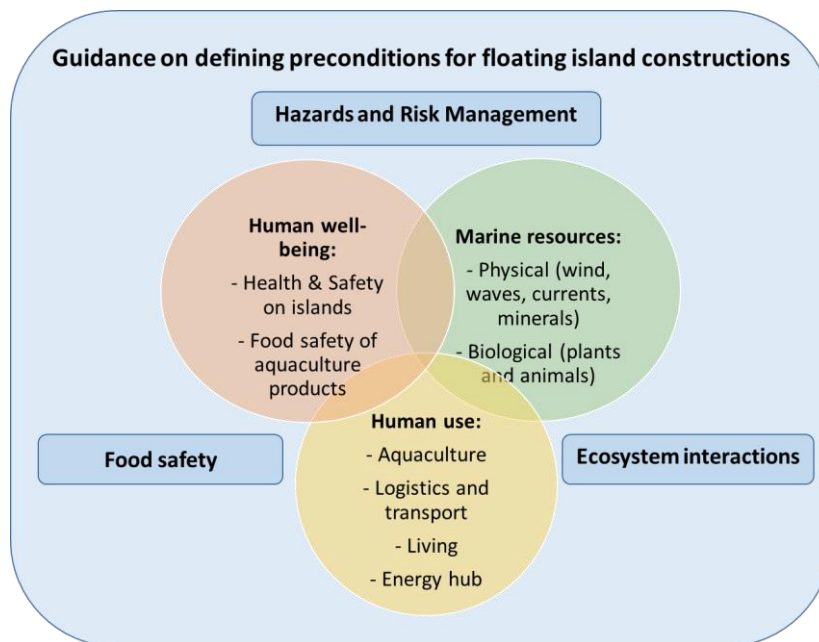 Guidance on defining preconditions for floating island constructions
Hazards and Risk Management
Human well-
being:
- Health & Safety
on islands
- Food safety of
aquaculture
products
Marine resources:
- Physical (wind,
waves, currents,
minerals)
- Biological (plants
and animals)
Food safety
Human use:
- Aquaculture
- Logistics and
transport
- Living
- Energy hub
Ecosystem interactions